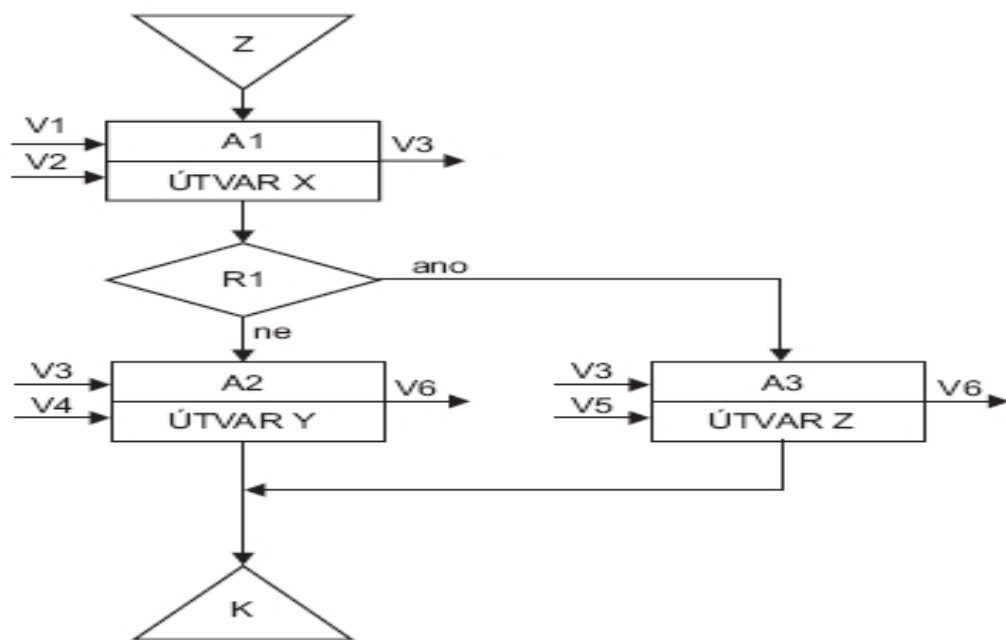 Z
V1
A1
V3
V2
ÚTVAR X
R1
ano
ne
V3
A2
V6
V4
ÚTVAR Y
V3
A3
V6
V5
ÚTVAR Z
K